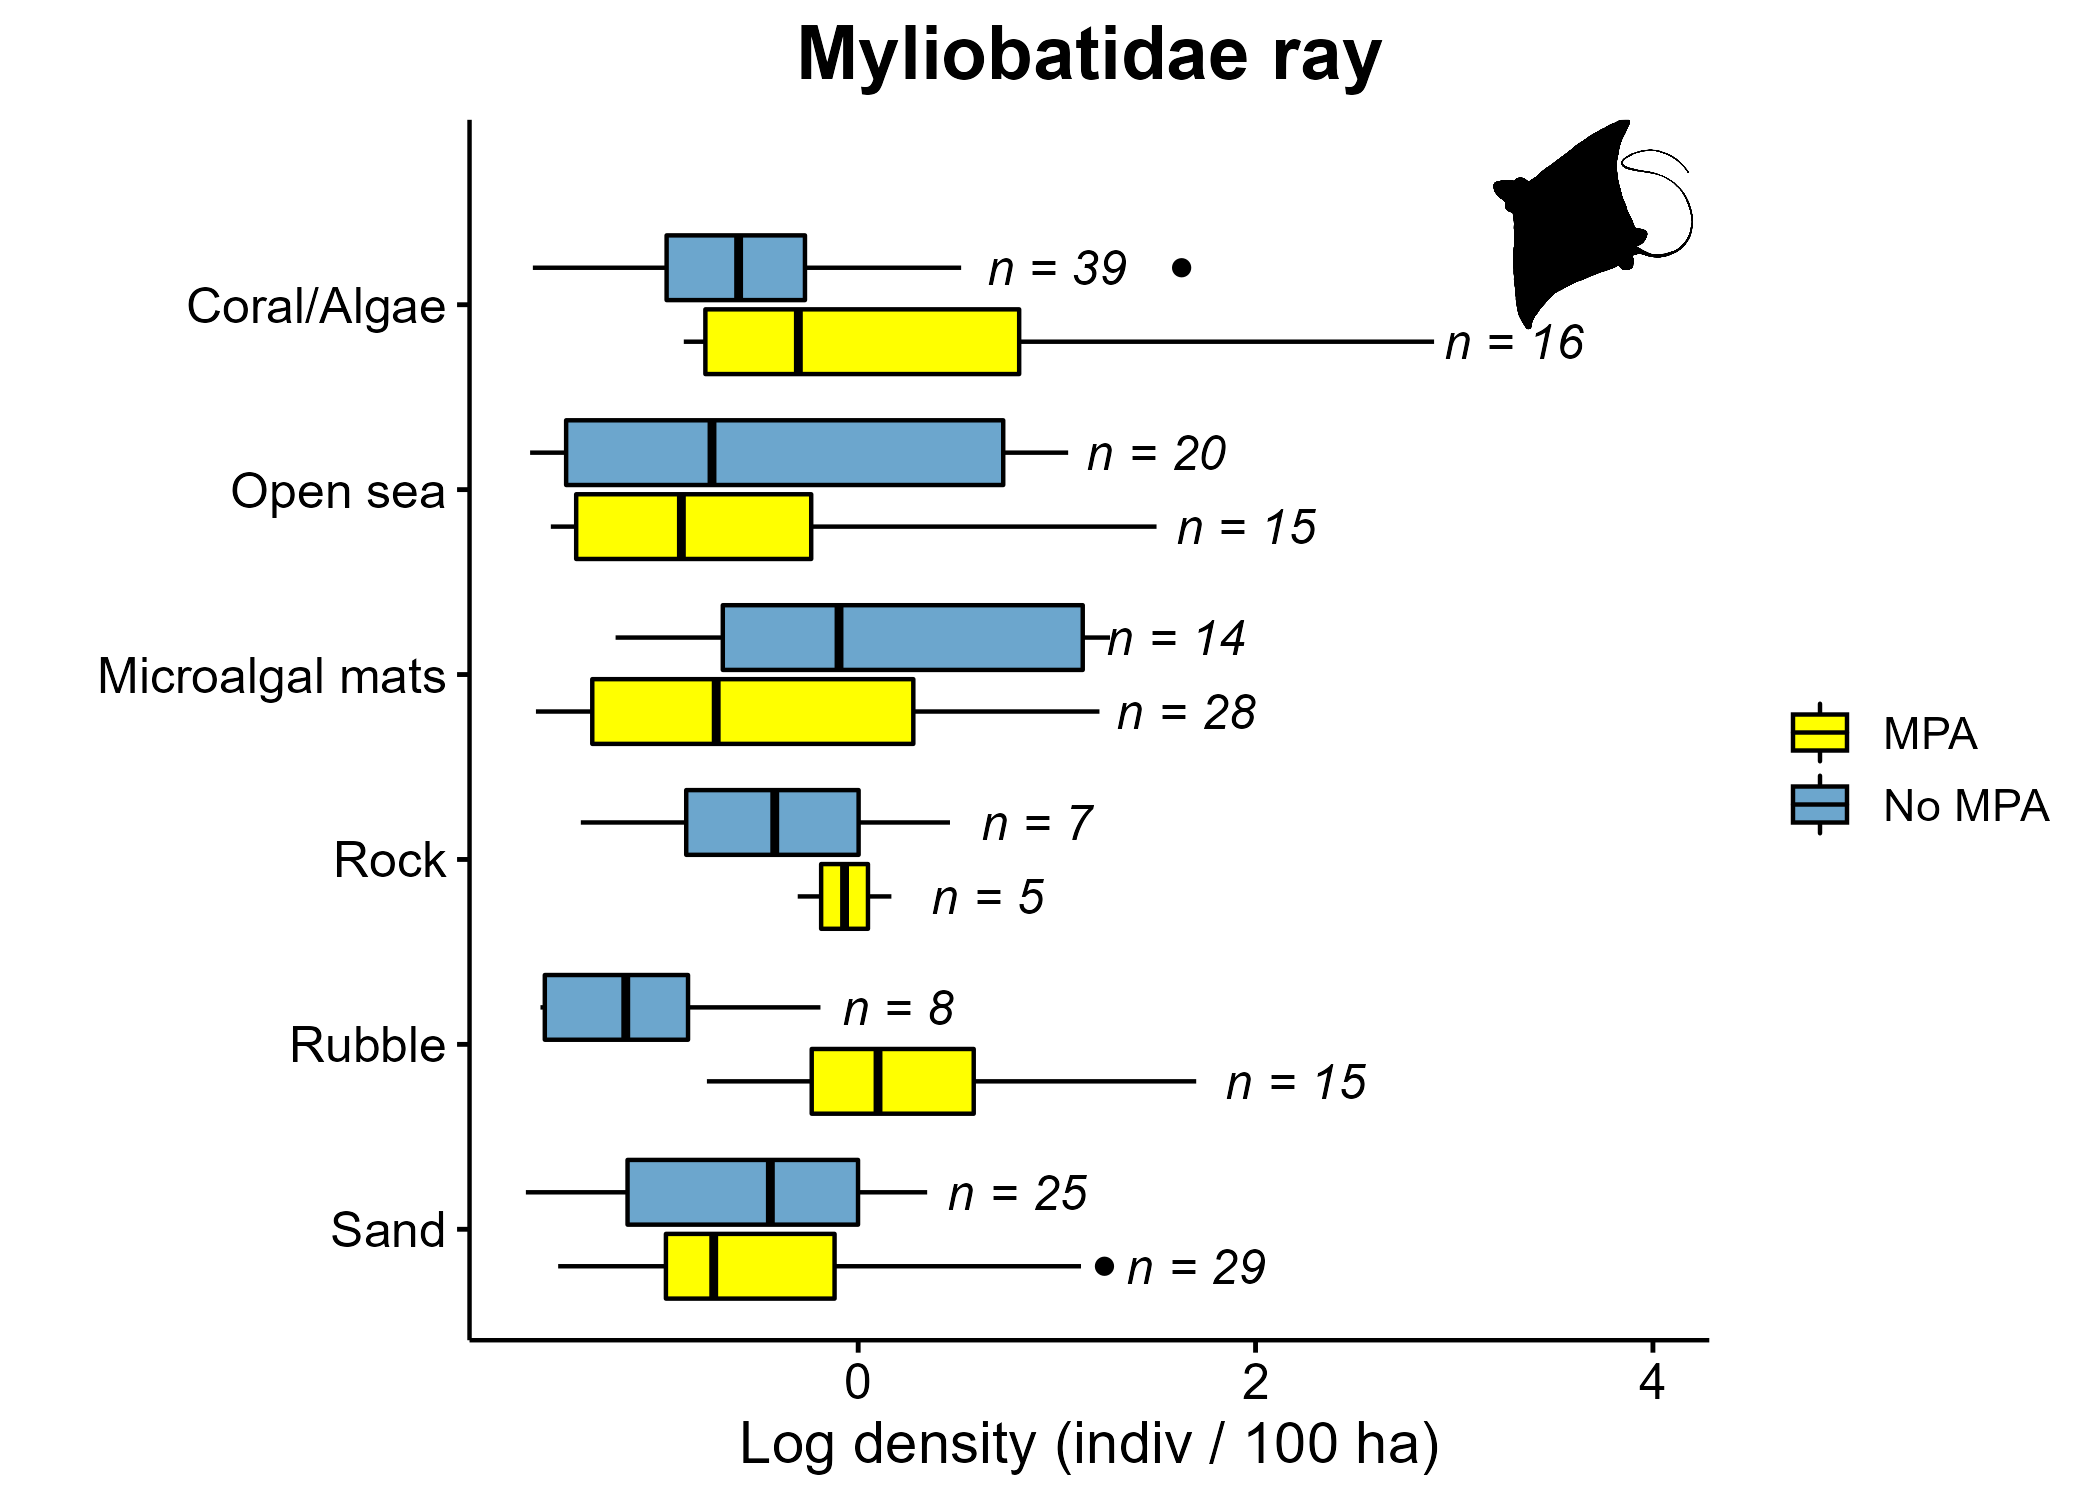 Myliobatidae ray
Coral/Algae
n = 39
n = 16
Open sea
n = 20
n = 15
Microalgal mats
n = 14
n = 28
Rock
n = 7
n = 5
Rubble
n = 8
n = 15
Sand
n = 25
n = 29
MPA
No MPA
0 2 4
Log density (indiv / 100 ha)